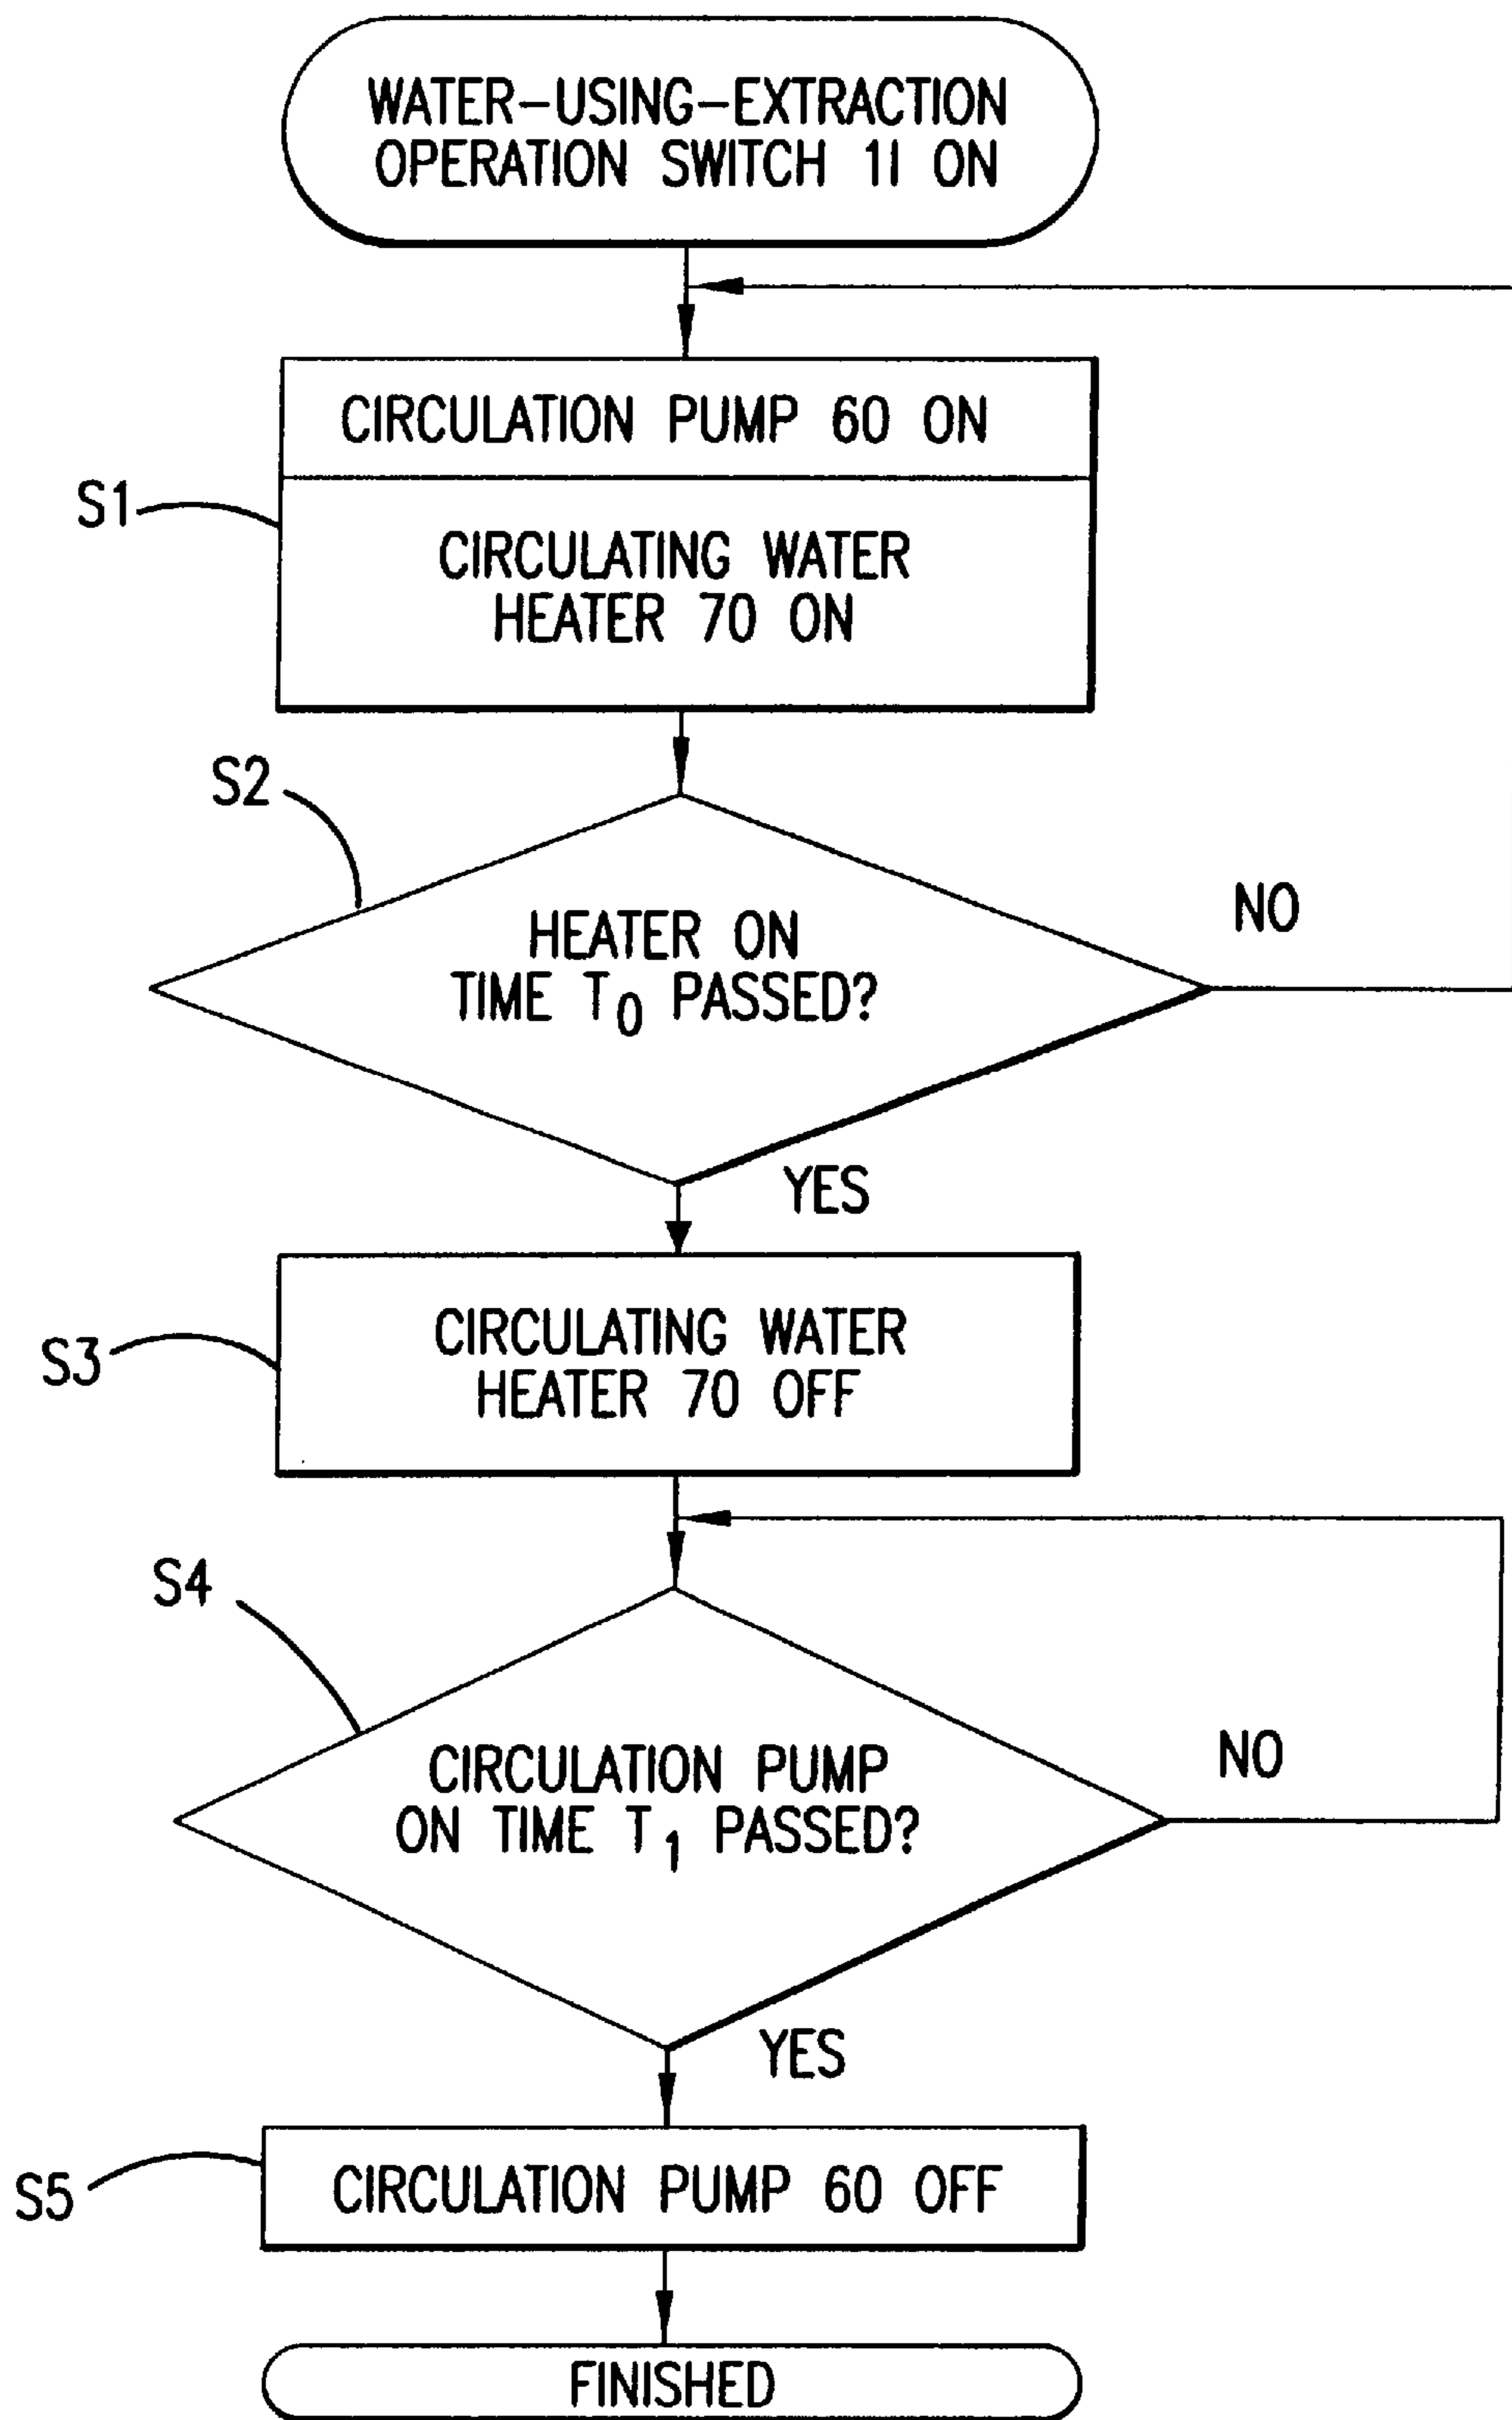 WATER-USING-EXTRACTION
OPERATION SWITCH 11 ON
CIRCULATION PUMP 60 ON
S1
CIRCULATING WATER
HEATER 70 ON
S2
NO
HEATER ON
TIME T0 PASSED?
YES
S3
CIRCULATING WATER
HEATER 70 OFF
S4
NO
CIRCULATION PUMP
ON TIME T1 PASSED?
YES
S5
CIRCULATION PUMP 60 OFF
FINISHED